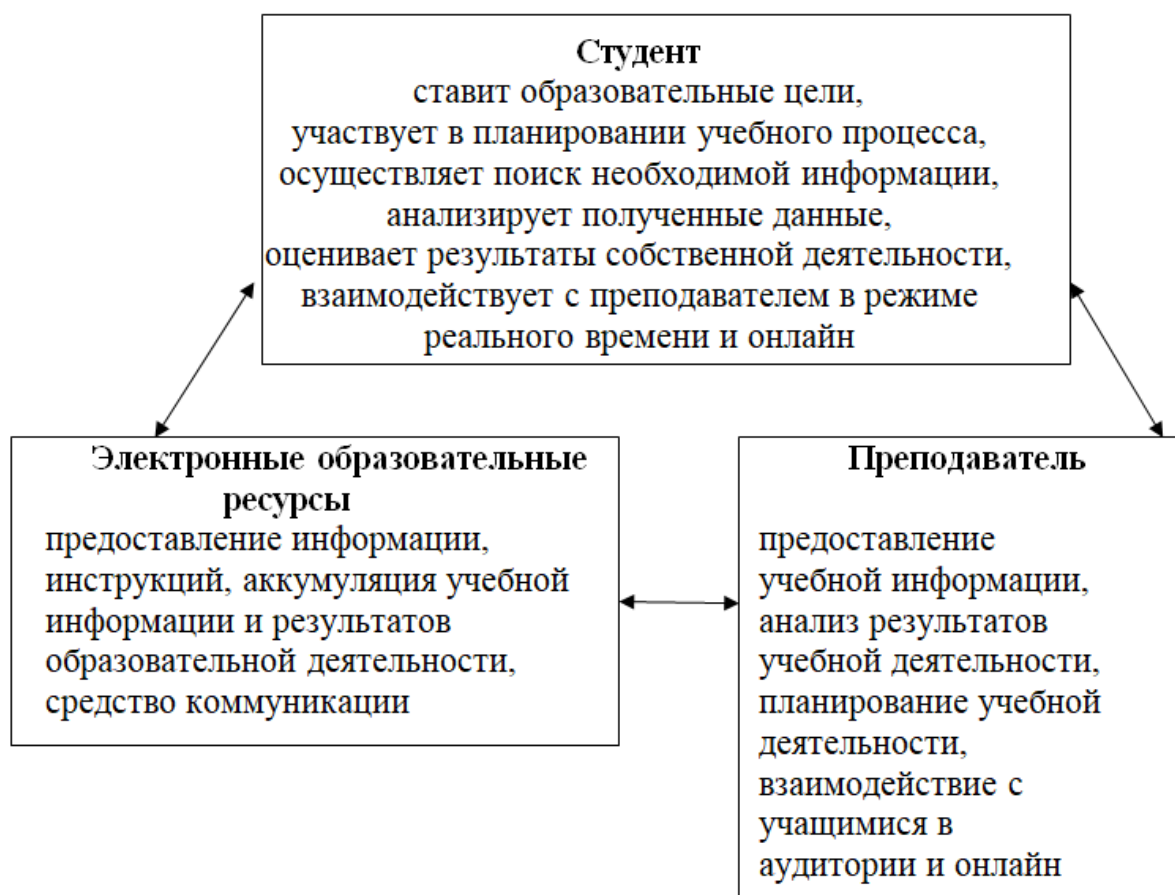 Студент
ставит образовательные цели,
участвует в планировании учебного процесса,
осуществляет поиск необходимой информации,
анализирует полученные данные,
оценивает результаты собственной деятельности,
взаимодействует с преподавателем в режиме
реального времени и онлайн
Электронные образовательные
ресурсы
предоставление информации,
инструкций, аккумуляция учебной
информации и результатов
образовательной деятельности,
средство коммуникации
Преподаватель
предоставление
учебной информации,
анализ результатов
учебной деятельности,
планирование учебной
деятельности,
взаимодействие с
учащимися в
аудитории и онлайн